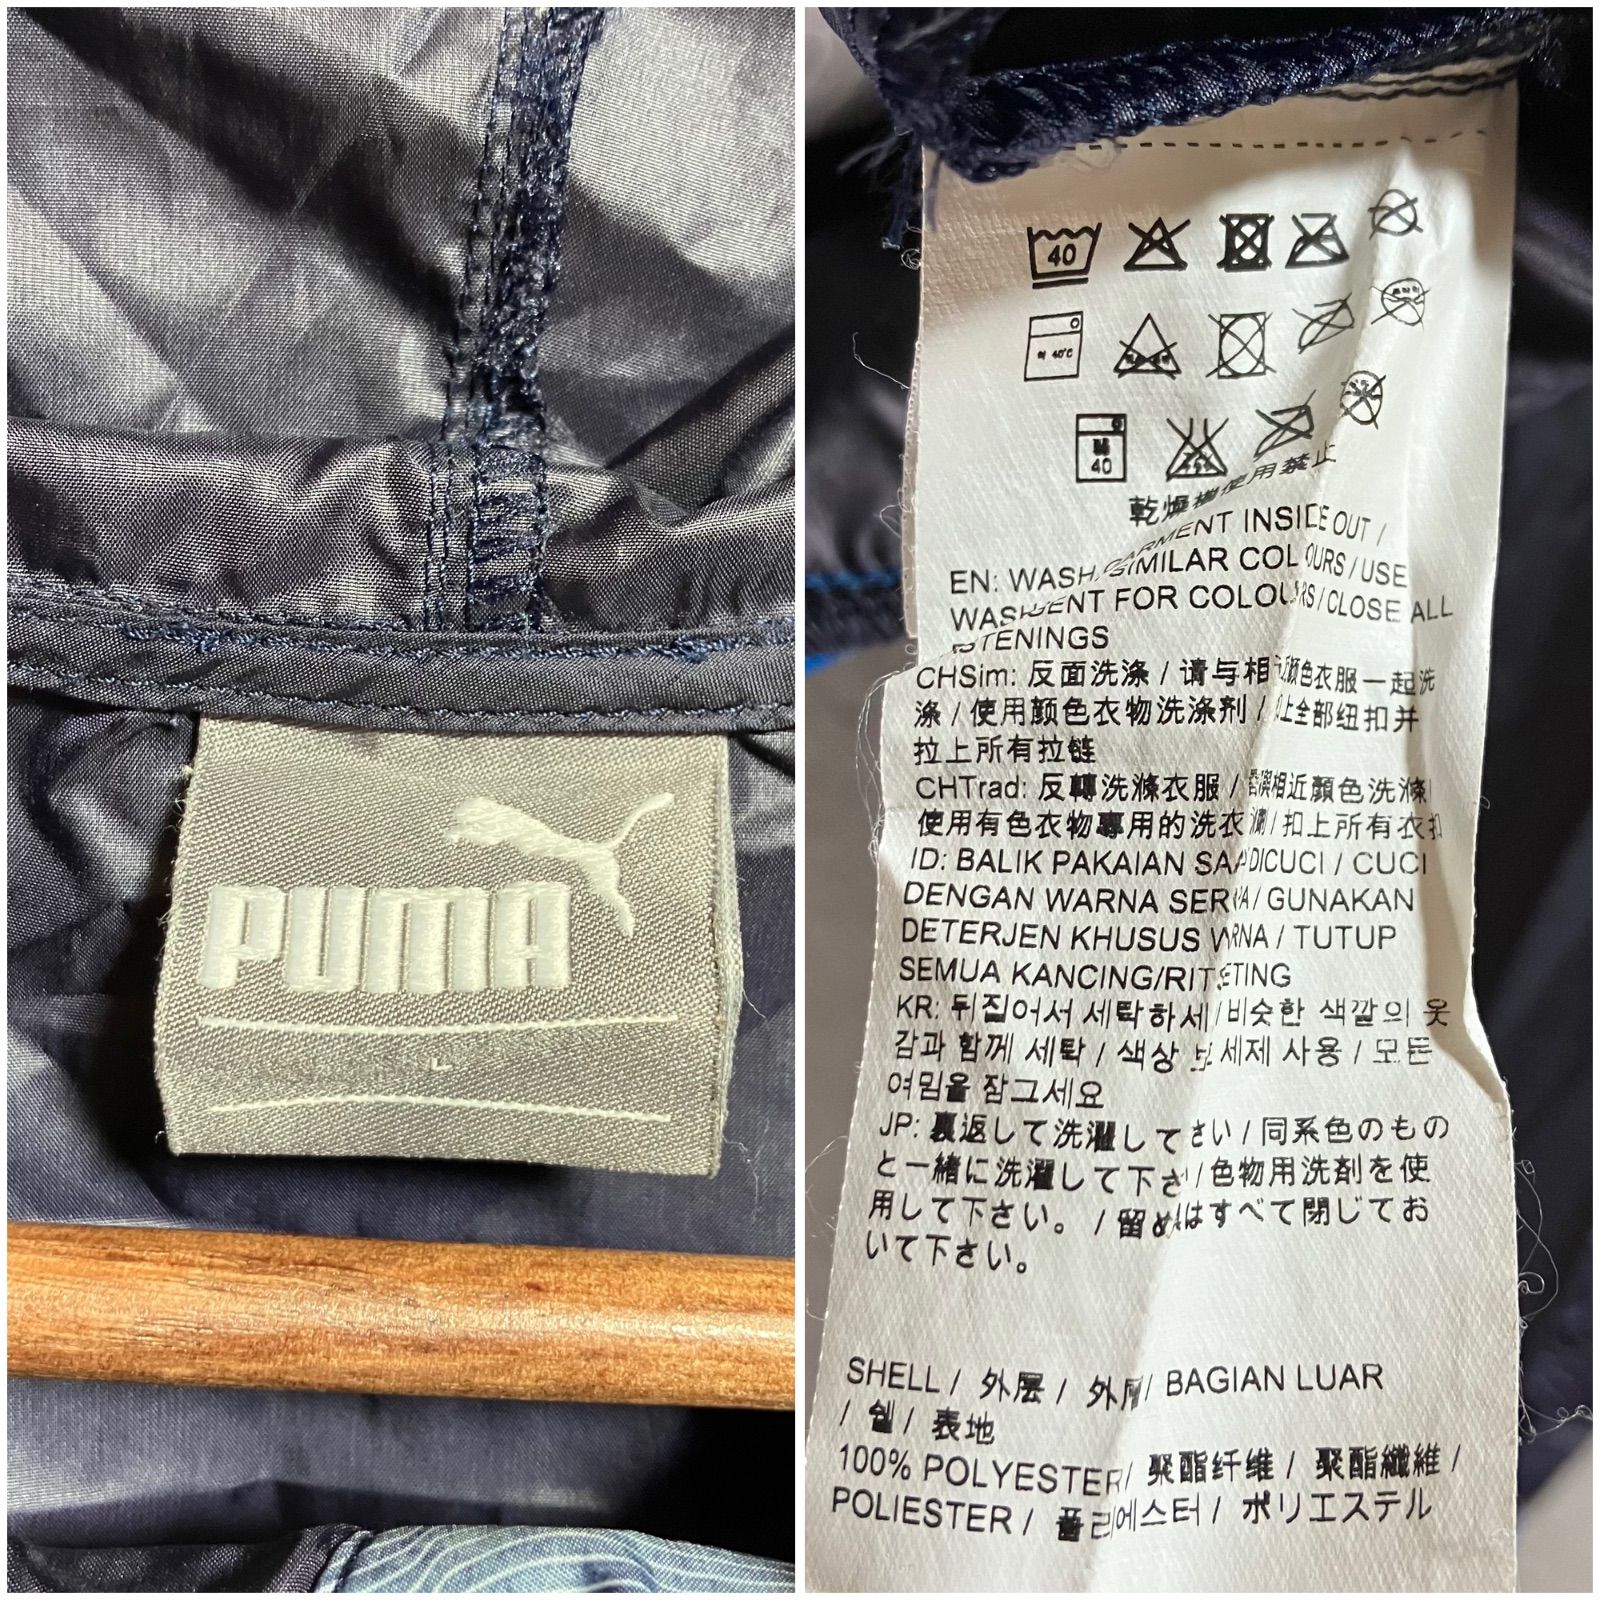 PUMA
L
40
40℃
40
乾燥機使用禁止
EN: WASH GARMENT INSIDE OUT /
WASH SIMILAR COLOURS / USE
FOR COLOURS / CLOSE ALL
CHSim: 反面洗涤 / 请与相近颜色衣服一起洗
涤 / 使用颜色衣物洗涤剂 / 扣上全部纽扣并
拉上所有拉链
CHTrad: 反轉洗滌衣服 / 相近顏色洗滌
使用有色衣物專用的洗衣劑/扣上所有衣扣
ID: BALIK PAKAIAN SAAT DICUCI / CUCI
DENGAN WARNA SERUPA / GUNAKAN
DETERJEN KHUSUS WARNA / TUTUP
SEMUA KANCING/RITSLETING
KR: 뒤집어서 세탁하세/비슷한 색깔의 옷
감과 함께 세탁 / 색상 보 세제 사용 / 모든
여밈을 잠그세요
JP: 裏返して洗濯して下さい / 同系色のもの
と一緒に洗濯して下さい/色物用洗剤を使
用して下さい。 / 留め具はすべて閉じてお
いて下さい。
SHELL / 外层 / 外層 / BAGIAN LUAR
/ 쉘 / 表地
100% POLYESTER / 聚酯纤维 / 聚酯纖維 /
POLIESTER / 폴리에스터 / ポリエステル